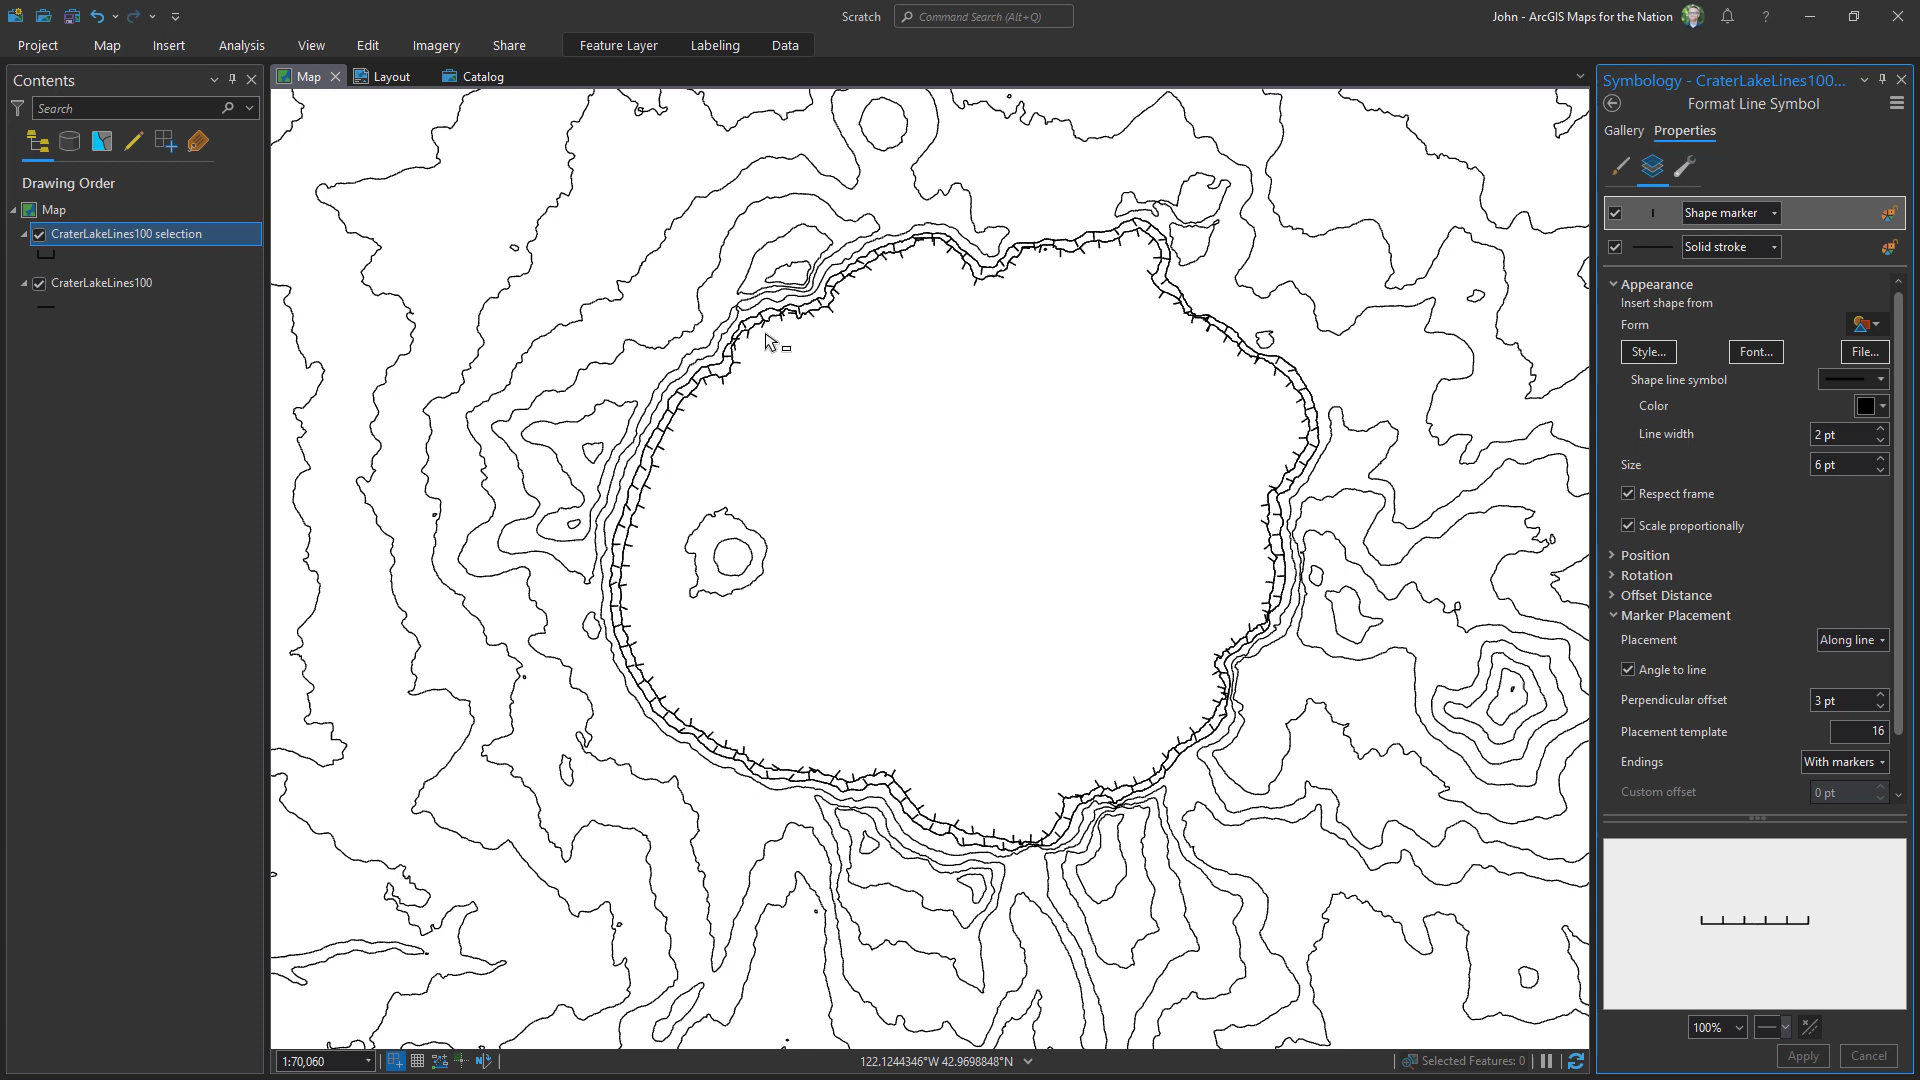 Scratch
Command Search (Alt+Q)
John - ArcGIS Maps for the Nation
?
Project
Map
Insert
Analysis
View
Edit
Imagery
Share
Feature Layer
Labeling
Data
Contents
Search
Drawing Order
Map
CraterLakeLines100 selection
CraterLakeLines100
Map
Layout
Catalog
1:70,060
122.1244346°W 42.9698848°N
Selected Features: 0
Symbology - CraterLakeLines100...
Format Line Symbol
Gallery
Properties
Shape marker
Solid stroke
Appearance
Insert shape from
Form
Style...
Font...
File...
Shape line symbol
Color
Line width
2 pt
Size
6 pt
Respect frame
Scale proportionally
Position
Rotation
Offset Distance
Marker Placement
Placement
Along line
Angle to line
Perpendicular offset
3 pt
Placement template
16
Endings
With markers
Custom offset
0 pt
100%
Apply
Cancel